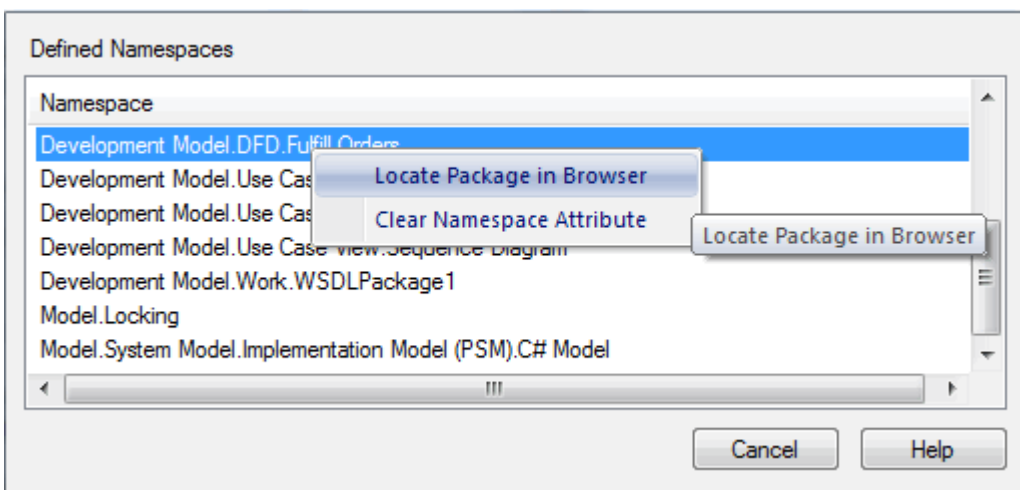 Defined Namespaces
Namespace
Development Model.DFD.Fulfill Orders
Locate Package in Browser
Development Model.Use Cas
Development Model.Use Cas
Clear Namespace Attribute
Locate Package in Browser
Development Model.Use Case View.Sequence Diagram
Development Model.Work.WSDLPackage1
Model.Locking
Model.System Model.Implementation Model (PSM).C# Model
Cancel
Help